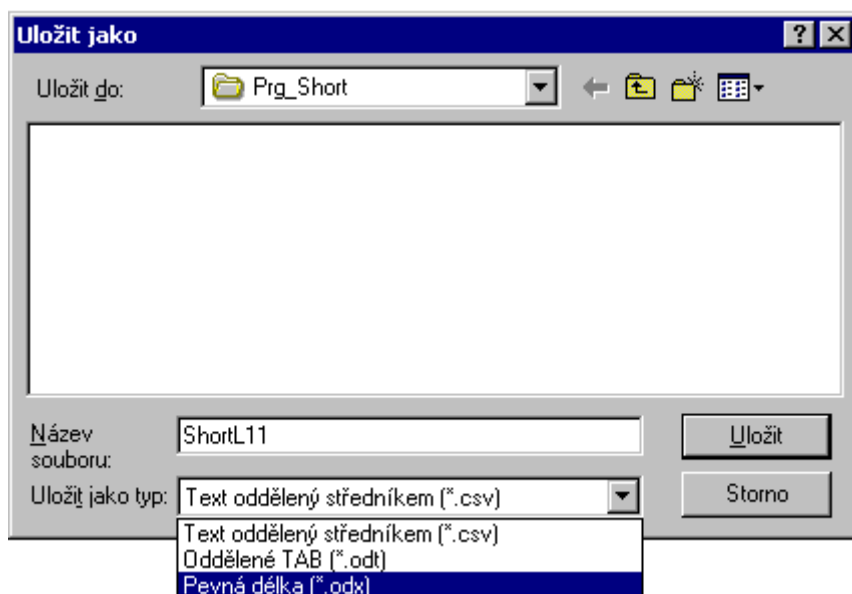 Uložit jako
Uložit do: Prg_Short
Název souboru: ShortL11
Uložit
Uložit jako typ: Text oddělený středníkem (*.csv)
Storno
Text oddělený středníkem (*.csv)
Oddělené TAB (*.odt)
Pevná délka (*.odx)